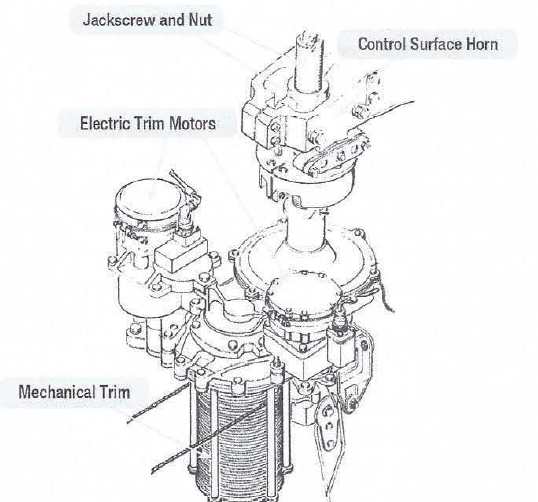 Jackscrew and Nut
Control Surface Horn
Electric Trim Motors
Mechanical Trim